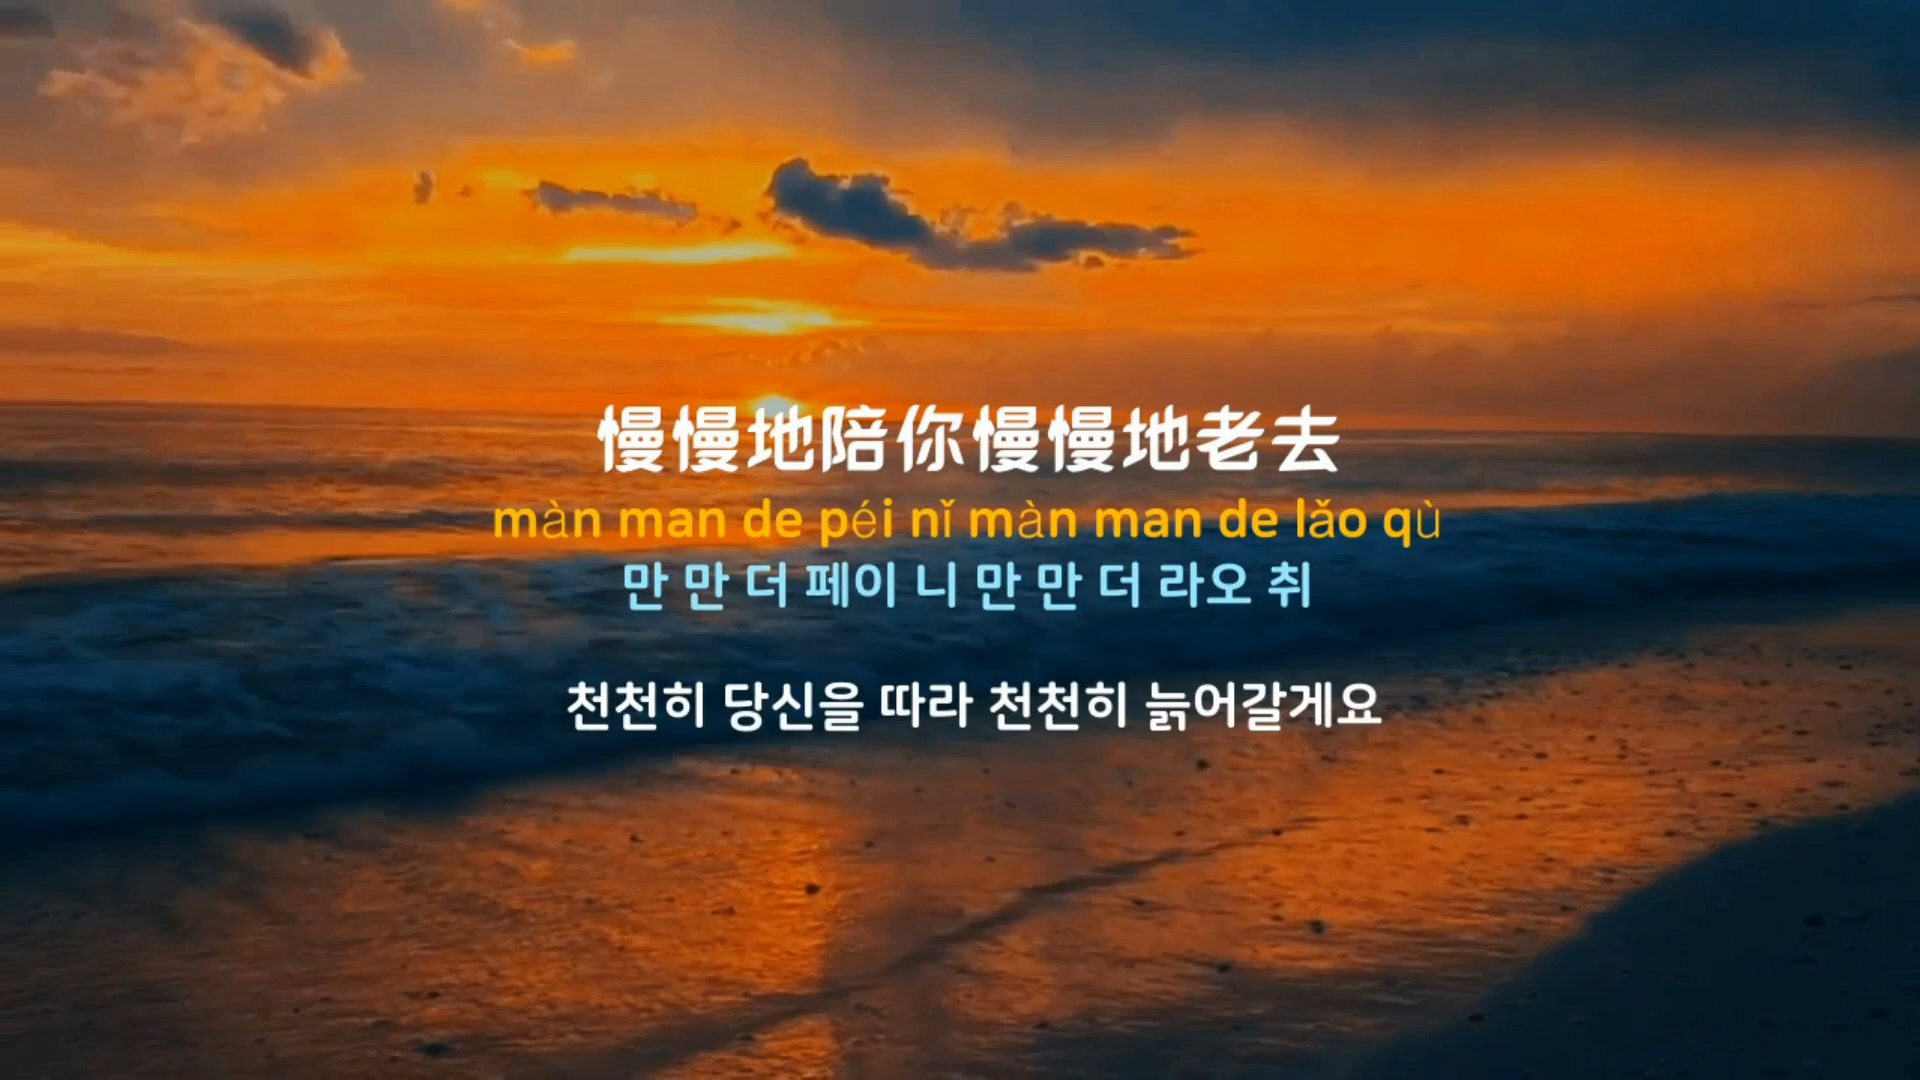 慢慢地陪你慢慢地老去
màn man de péi nǐ màn man de lǎo qù
만 만 더 페이 니 만 만 더 라오 취
천천히 당신을 따라 천천히 늙어갈게요